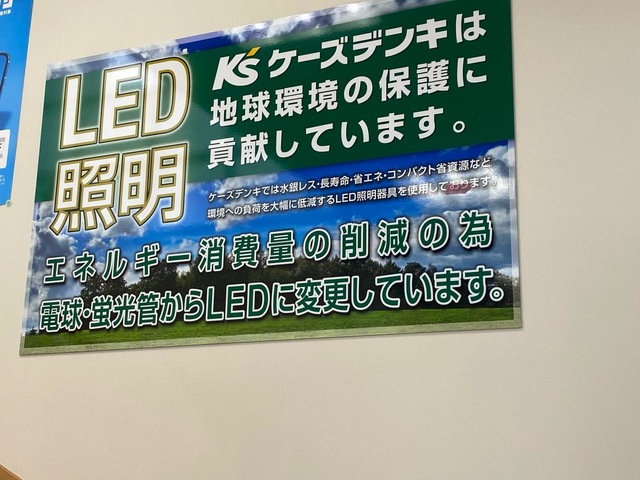 LED
照明
K'sケーズデンキは
地球環境の保護に
貢献しています。
ケーズデンキでは水銀レス・長寿命・省エネ・コンパクト省資源など
環境への負荷を大幅に低減するLED照明器具を使用しております。
エネルギー消費量の削減の為
電球・蛍光管からLEDに変更しています。